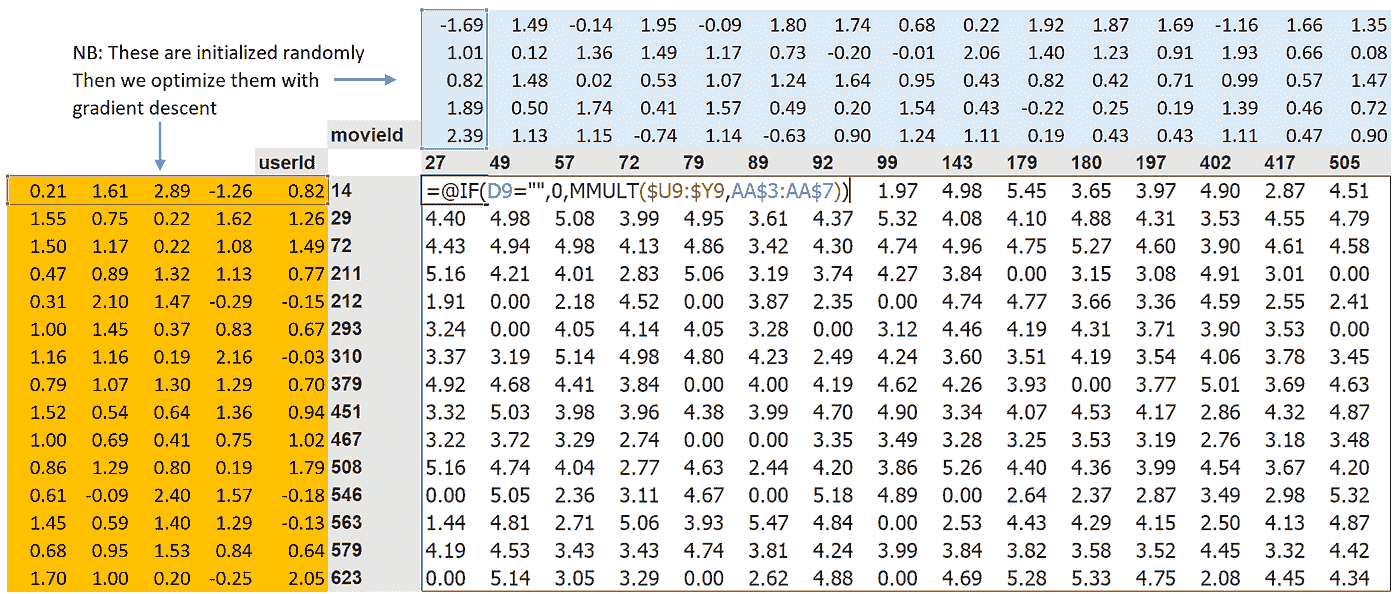 -1.69 1.49 -0.14 1.95 -0.09 1.80 1.74 0.68 0.22 1.92 1.87 1.69 -1.16 1.66 1.35
NB: These are initialized randomly 1.01 0.12 1.36 1.49 1.17 0.73 -0.20 -0.01 2.06 1.40 1.23 0.91 1.93 0.66 0.08
Then we optimize them with 0.82 1.48 0.02 0.53 1.07 1.24 1.64 0.95 0.43 0.82 0.42 0.71 0.99 0.57 1.47
gradient descent 1.89 0.50 1.74 0.41 1.57 0.49 0.20 1.54 0.43 -0.22 0.25 0.19 1.39 0.46 0.72
movieId 2.39 1.13 1.15 -0.74 1.14 -0.63 0.90 1.24 1.11 0.19 0.43 0.43 1.11 0.47 0.90
userId 27 49 57 72 79 89 92 99 143 179 180 197 402 417 505
0.21 1.61 2.89 -1.26 0.82 14 =@IF(D9="",0,MMULT($U9:$Y9,AA$3:AA$7)) 1.97 4.98 5.45 3.65 3.97 4.90 2.87 4.51
1.55 0.75 0.22 1.62 1.26 29 4.40 4.98 5.08 3.99 4.95 3.61 4.37 5.32 4.08 4.10 4.88 4.31 3.53 4.55 4.79
1.50 1.17 0.22 1.08 1.49 72 4.43 4.94 4.98 4.13 4.86 3.42 4.30 4.74 4.96 4.75 5.27 4.60 3.90 4.61 4.58
0.47 0.89 1.32 1.13 0.77 211 5.16 4.21 4.01 2.83 5.06 3.19 3.74 4.27 3.84 0.00 3.15 3.08 4.91 3.01 0.00
0.31 2.10 1.47 -0.29 -0.15 212 1.91 0.00 2.18 4.52 0.00 3.87 2.35 0.00 4.74 4.77 3.66 3.36 4.59 2.55 2.41
1.00 1.45 0.37 0.83 0.67 293 3.24 0.00 4.05 4.14 4.05 3.28 0.00 3.12 4.46 4.19 4.31 3.71 3.90 3.53 0.00
1.16 1.16 0.19 2.16 -0.03 310 3.37 3.19 5.14 4.98 4.80 4.23 2.49 4.24 3.60 3.51 4.19 3.54 4.06 3.78 3.45
0.79 1.07 1.30 1.29 0.70 379 4.92 4.68 4.41 3.84 0.00 4.00 4.19 4.62 4.26 3.93 0.00 3.77 5.01 3.69 4.63
1.52 0.54 0.64 1.36 0.94 451 3.32 5.03 3.98 3.96 4.38 3.99 4.70 4.90 3.34 4.07 4.53 4.17 2.86 4.32 4.87
1.00 0.69 0.41 0.75 1.02 467 3.22 3.72 3.29 2.74 0.00 0.00 3.35 3.49 3.28 3.25 3.53 3.19 2.76 3.18 3.48
0.86 1.29 0.80 0.19 1.79 508 5.16 4.74 4.04 2.77 4.63 2.44 4.20 3.86 5.26 4.40 4.36 3.99 4.54 3.67 4.20
0.61 -0.09 2.40 1.57 -0.18 546 0.00 5.05 2.36 3.11 4.67 0.00 5.18 4.89 0.00 2.64 2.37 2.87 3.49 2.98 5.32
1.45 0.59 1.40 1.29 -0.13 563 1.44 4.81 2.71 5.06 3.93 5.47 4.84 0.00 2.53 4.43 4.29 4.15 2.50 4.13 4.87
0.68 0.95 1.53 0.84 0.64 579 4.19 4.53 3.43 3.43 4.74 3.81 4.24 3.99 3.84 3.82 3.58 3.52 4.45 3.32 4.42
1.70 1.00 0.20 -0.25 2.05 623 0.00 5.14 3.05 3.29 0.00 2.62 4.88 0.00 4.69 5.28 5.33 4.75 2.08 4.45 4.34